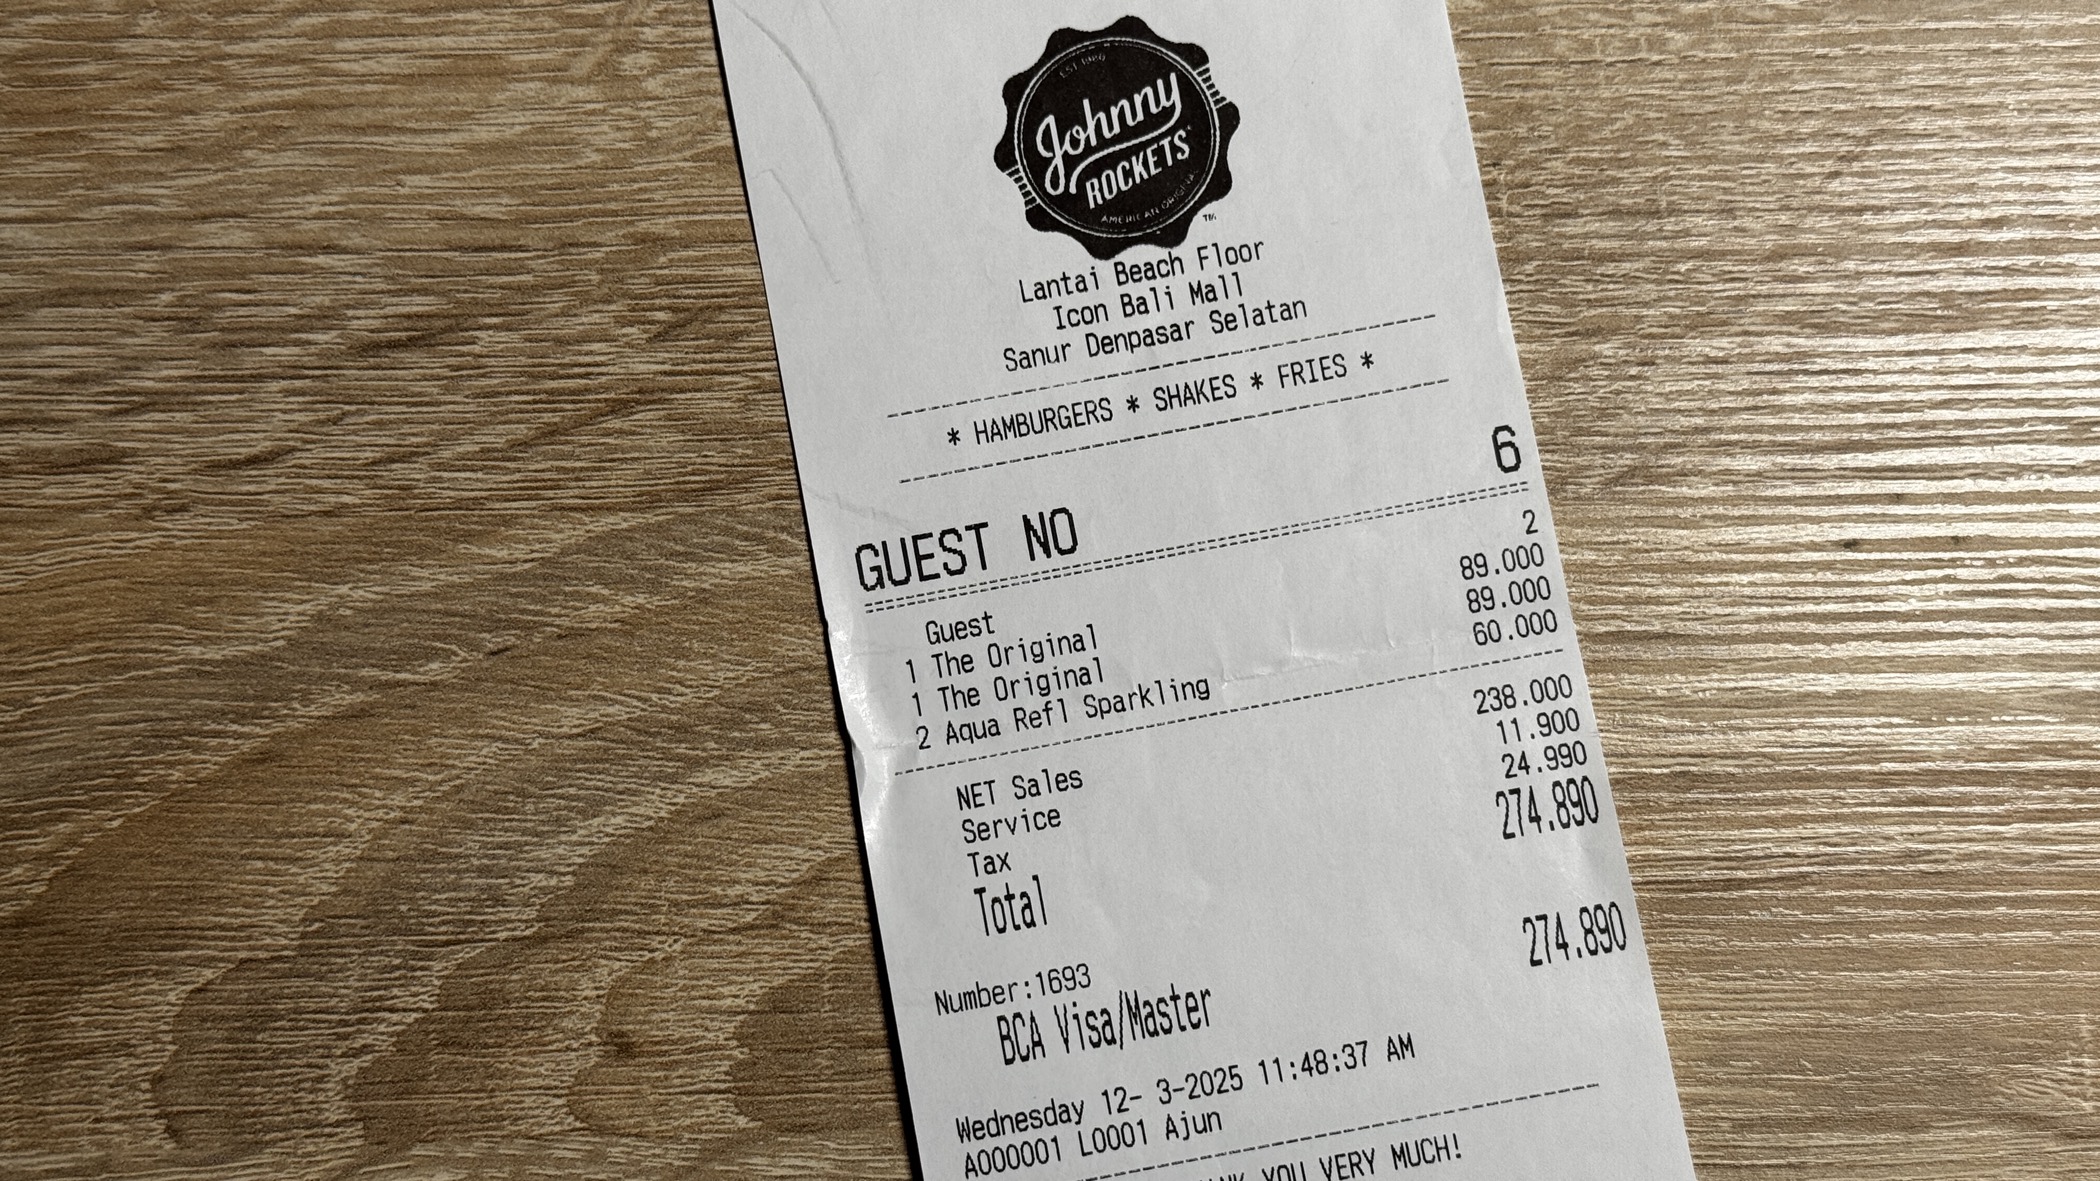 EST 1986
Johnny
ROCKETS
AMERICAN ORIGINAL
TM
Lantai Beach Floor
Icon Bali Mall
Sanur Denpasar Selatan
* HAMBURGERS * SHAKES * FRIES *
GUEST NO 6
Guest 2
1 The Original 89.000
1 The Original 89.000
2 Aqua Refl Sparkling 60.000
NET Sales 238.000
Service 11.900
Tax 24.990
Total 274.890
Number:1693
BCA Visa/Master 274.890
Wednesday 12- 3-2025 11:48:37 AM
A000001 L0001 Ajun
YOU VERY MUCH!